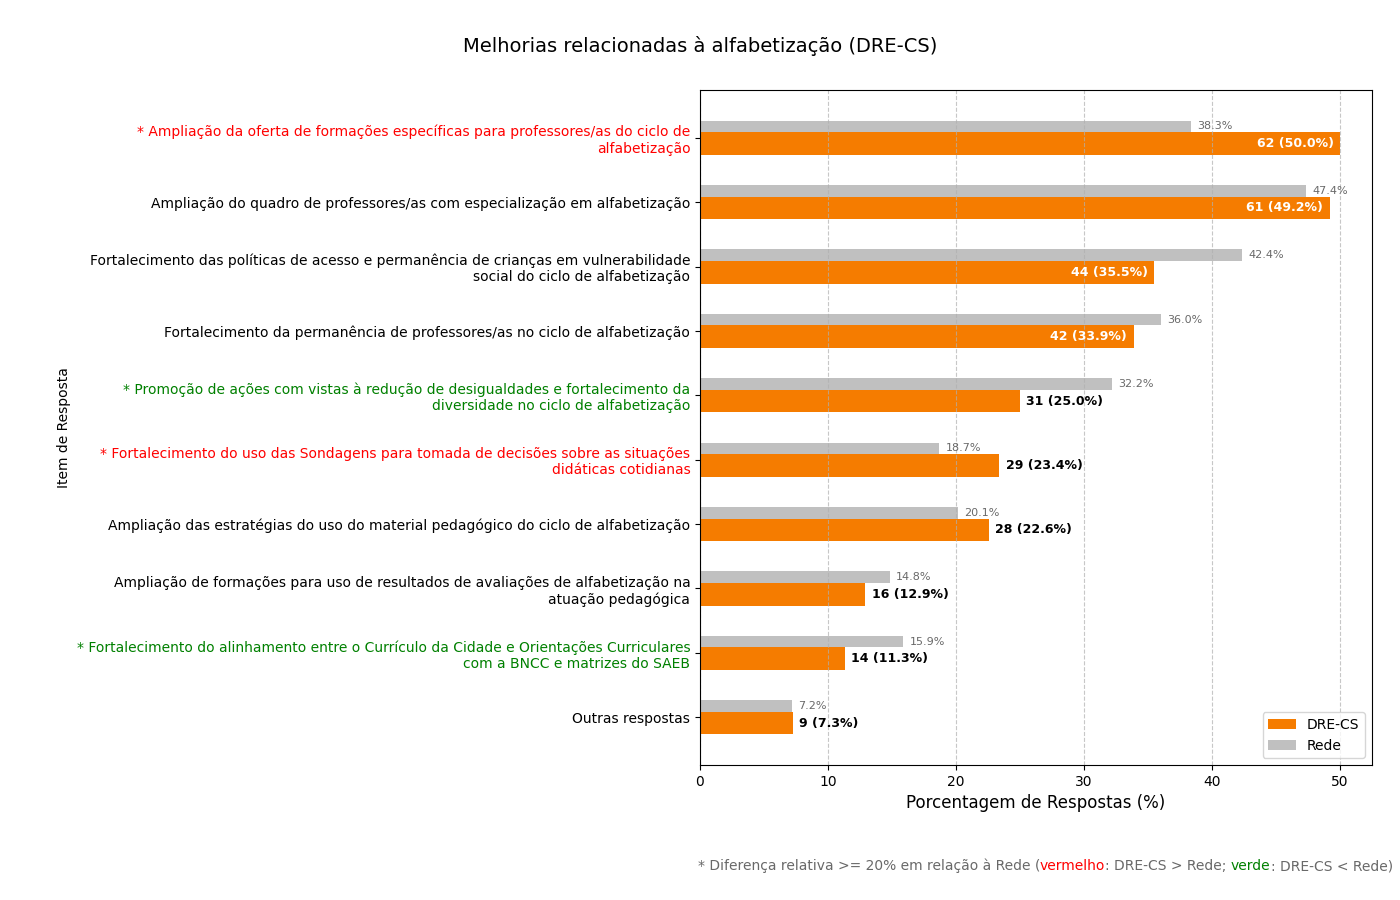 Melhorias relacionadas à alfabetização (DRE-CS)
* Ampliação da oferta de formações específicas para professores/as do ciclo de
alfabetização
38.3%
62 (50.0%)
Ampliação do quadro de professores/as com especialização em alfabetização
47.4%
61 (49.2%)
Fortalecimento das políticas de acesso e permanência de crianças em vulnerabilidade
social do ciclo de alfabetização
42.4%
44 (35.5%)
Fortalecimento da permanência de professores/as no ciclo de alfabetização
36.0%
42 (33.9%)
* Promoção de ações com vistas à redução de desigualdades e fortalecimento da
diversidade no ciclo de alfabetização
32.2%
31 (25.0%)
* Fortalecimento do uso das Sondagens para tomada de decisões sobre as situações
didáticas cotidianas
18.7%
29 (23.4%)
Ampliação das estratégias do uso do material pedagógico do ciclo de alfabetização
20.1%
28 (22.6%)
Ampliação de formações para uso de resultados de avaliações de alfabetização na
atuação pedagógica
14.8%
16 (12.9%)
* Fortalecimento do alinhamento entre o Currículo da Cidade e Orientações Curriculares
com a BNCC e matrizes do SAEB
15.9%
14 (11.3%)
Outras respostas
7.2%
9 (7.3%)
Item de Resposta
DRE-CS
Rede
0 10 20 30 40 50
Porcentagem de Respostas (%)
* Diferença relativa >= 20% em relação à Rede (vermelho: DRE-CS > Rede; verde: DRE-CS < Rede)